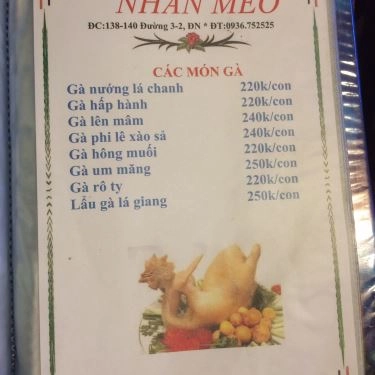 NHÀN MẸO
ĐC:138-140 Đường 3-2, ĐN * ĐT:0936.752525
CÁC MÓN GÀ
Gà nướng lá chanh 220k/con
Gà hấp hành 220k/con
Gà lên mâm 240k/con
Gà phi lê xào sả 240k/con
Gà hông muối 220k/con
Gà um măng 250k/con
Gà rô ty 220k/con
Lẩu gà lá giang 250k/con